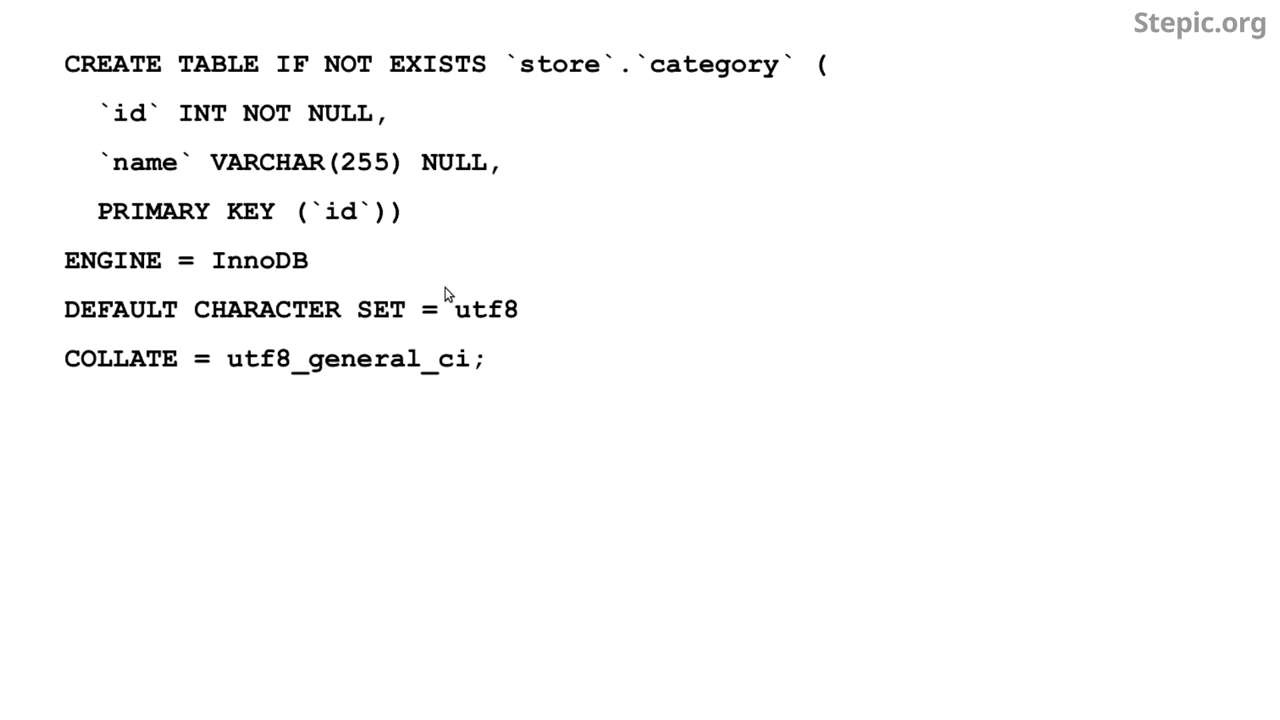 Stepic.org
CREATE TABLE IF NOT EXISTS `store`.`category` (
`id` INT NOT NULL,
`name` VARCHAR(255) NULL,
PRIMARY KEY (`id`))
ENGINE = InnoDB
DEFAULT CHARACTER SET = utf8
COLLATE = utf8_general_ci;